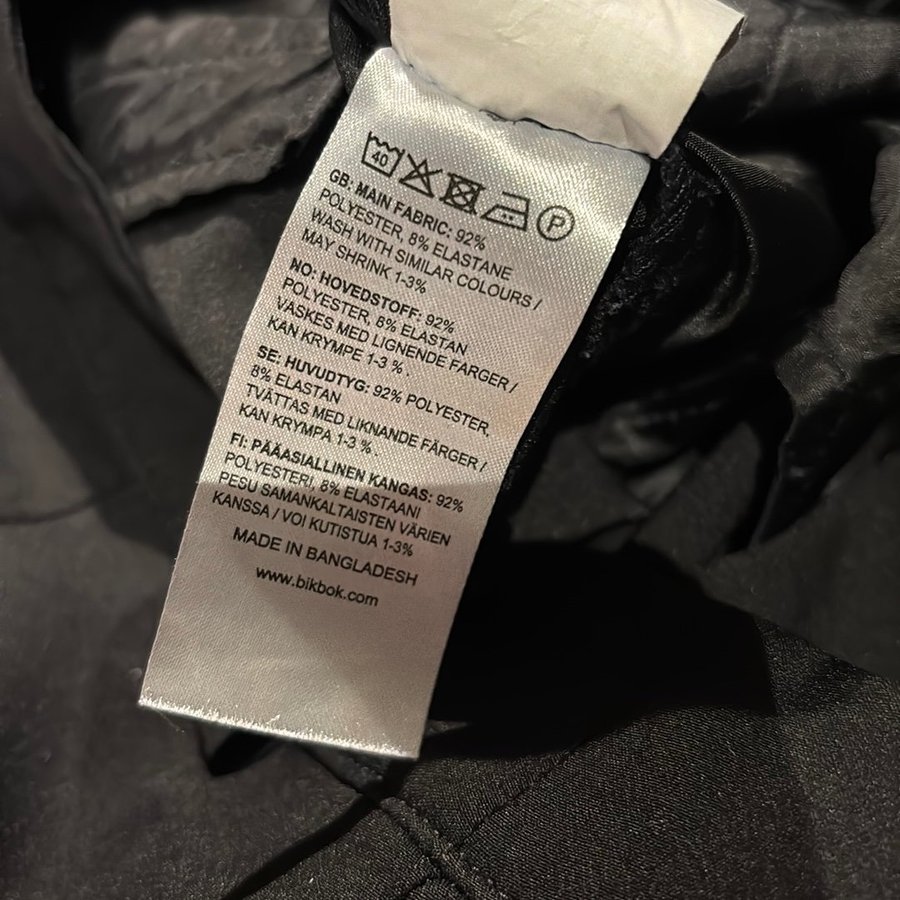 40 P
GB: MAIN FABRIC: 92%
POLYESTER, 8% ELASTANE
WASH WITH SIMILAR COLOURS /
MAY SHRINK 1-3%
NO: HOVEDSTOFF: 92%
POLYESTER, 8% ELASTAN
VASKES MED LIGNENDE FARGER /
KAN KRYMPE 1-3 % .
SE: HUVUDTYG: 92% POLYESTER,
8% ELASTAN
TVÄTTAS MED LIKNANDE FÄRGER /
KAN KRYMPA 1-3 % .
FI: PÄÄASIALLINEN KANGAS: 92%
POLYESTERI, 8% ELASTAANI
PESU SAMANKALTAISTEN VÄRIEN
KANSSA / VOI KUTISTUA 1-3%
MADE IN BANGLADESH
www.bikbok.com